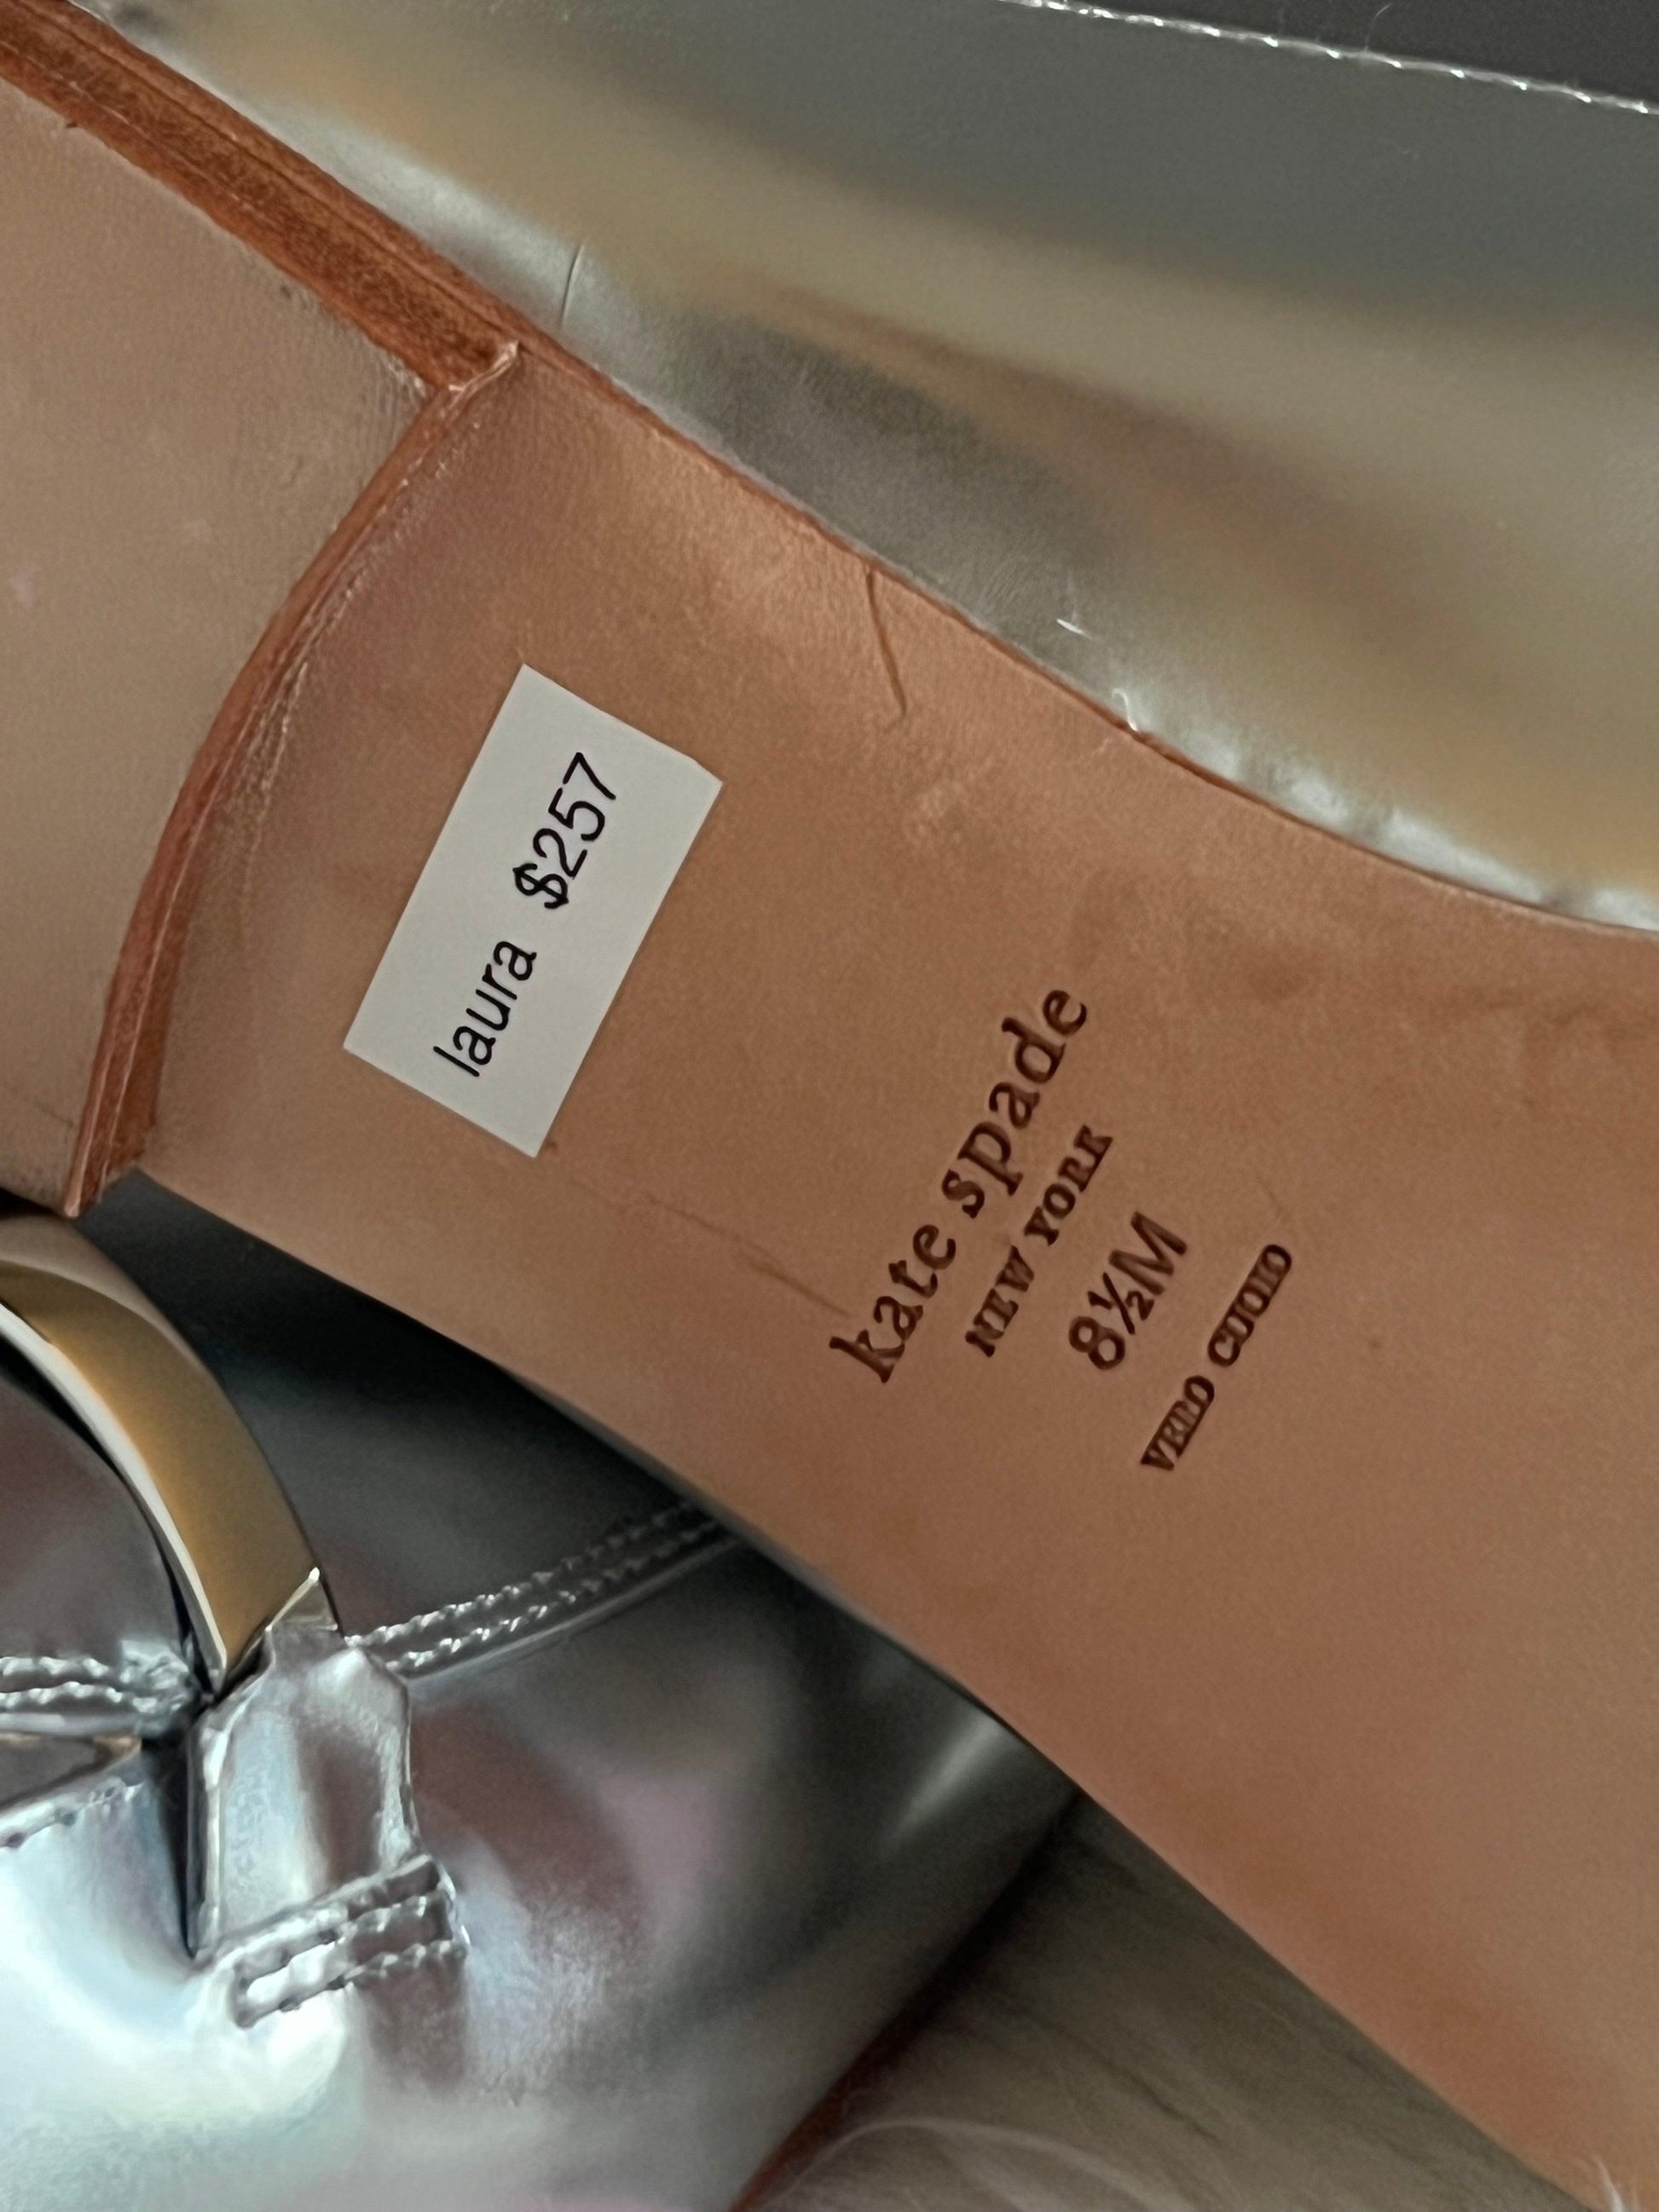 laura $257
kate spade
NEW YORK
8½M
VERO CUOIO